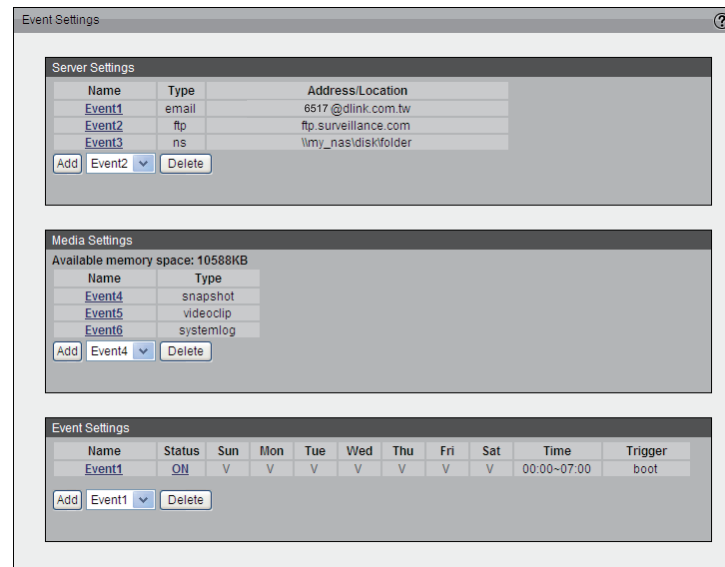 Event Settings
?
Server Settings
Name Type Address/Location
Event1 email 6517 @dlink.com.tw
Event2 ftp ftp.surveillance.com
Event3 ns \\my_nas\disk\folder
Add Event2 Delete
Media Settings
Available memory space: 10588KB
Name Type
Event4 snapshot
Event5 videoclip
Event6 systemlog
Add Event4 Delete
Event Settings
Name Status Sun Mon Tue Wed Thu Fri Sat Time Trigger
Event1 ON V V V V V V V 00:00~07:00 boot
Add Event1 Delete